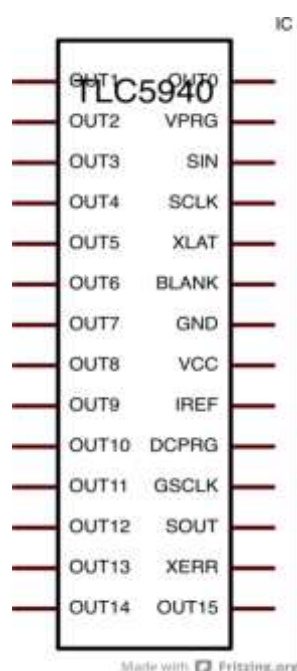 IC
OUT1 OUT0
TLC5940
OUT2 VPRG
OUT3 SIN
OUT4 SCLK
OUT5 XLAT
OUT6 BLANK
OUT7 GND
OUT8 VCC
OUT9 IREF
OUT10 DCPRG
OUT11 GSCLK
OUT12 SOUT
OUT13 XERR
OUT14 OUT15
Made with Fritzing.org